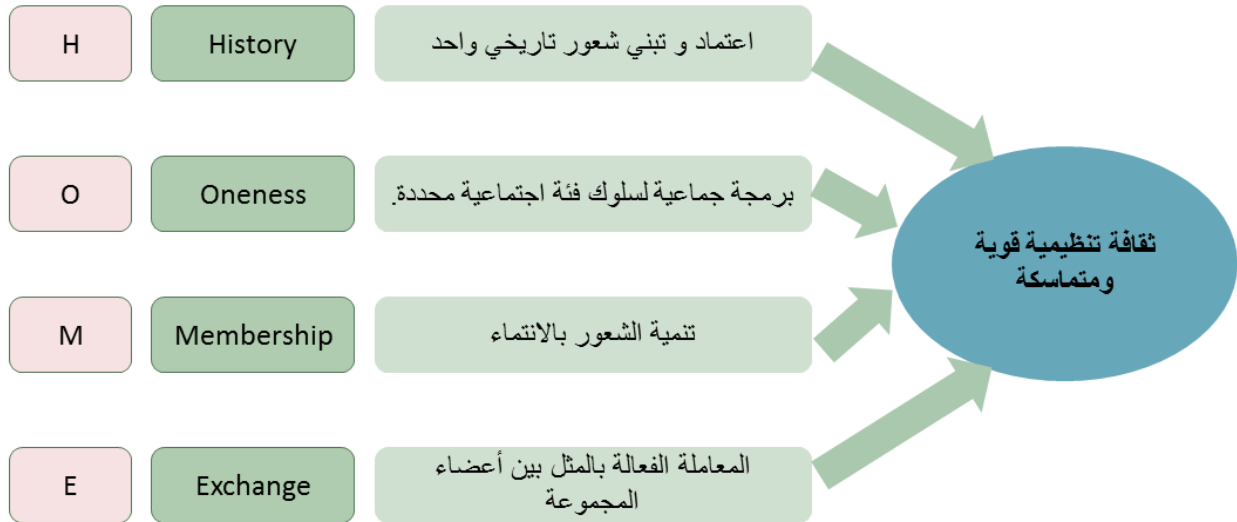 H
History
اعتماد و تبني شعور تاريخي واحد
O
Oneness
برمجة جماعية لسلوك فئة اجتماعية محددة.
M
Membership
تنمية الشعور بالانتماء
E
Exchange
المعاملة الفعالة بالمثل بين أعضاء
المجموعة
ثقافة تنظيمية قوية
ومتماسكة